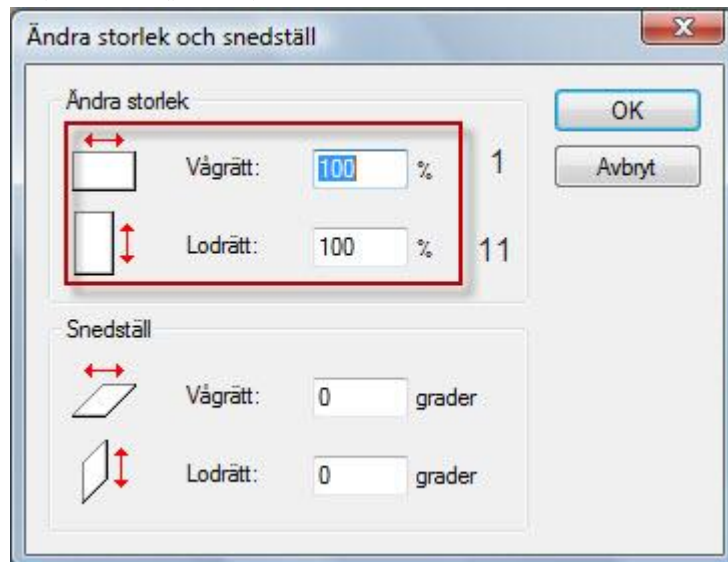 Ändra storlek och snedställ
Ändra storlek
Vågrätt: 100 % 1
Lodrätt: 100 % 11
OK
Avbryt
Snedställ
Vågrätt: 0 grader
Lodrätt: 0 grader